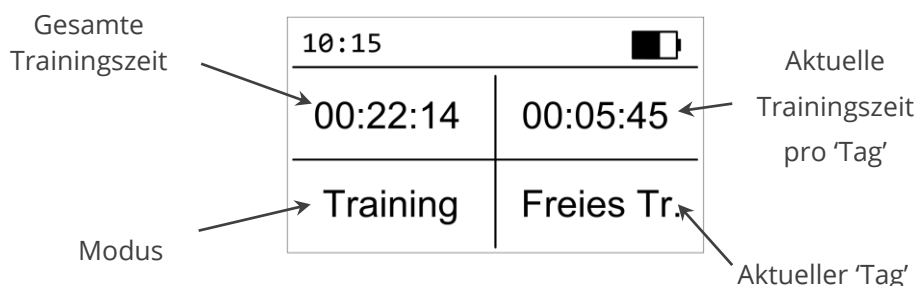 Gesamte
Trainingszeit
10:15
Aktuelle
Trainingszeit
pro ‘Tag’
00:22:14
00:05:45
Training
Freies Tr.
Modus
Aktueller ‘Tag’